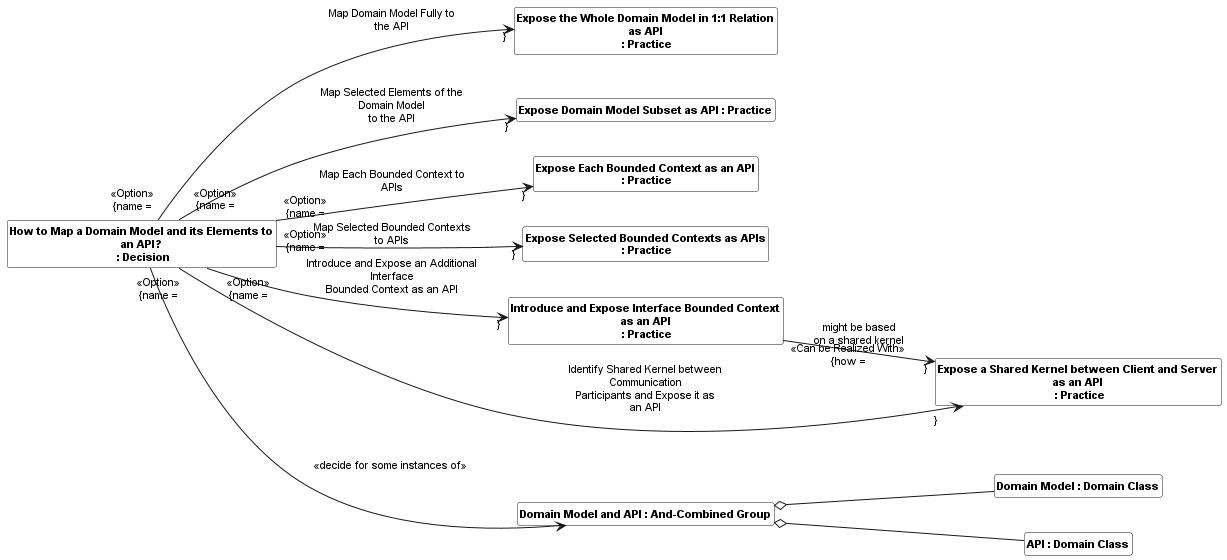 Map Domain Model Fully to
the API
}
Expose the Whole Domain Model in 1:1 Relation
as API
: Practice
Map Selected Elements of the
Domain Model
to the API
}
Expose Domain Model Subset as API : Practice
Map Each Bounded Context to
APIs
}
Expose Each Bounded Context as an API
: Practice
«Option»
{name =
«Option»
{name =
«Option»
{name =
«Option»
{name =
Map Selected Bounded Contexts
to APIs
}
Expose Selected Bounded Contexts as APIs
: Practice
How to Map a Domain Model and its Elements to
an API?
: Decision
«Option»
{name =
«Option»
{name =
Introduce and Expose an Additional
Interface
Bounded Context as an API
}
Introduce and Expose Interface Bounded Context
as an API
: Practice
might be based
on a shared kernel
«Can be Realized With»
{how =
}
Expose a Shared Kernel between Client and Server
as an API
: Practice
Identify Shared Kernel between
Communication
Participants and Expose it as
an API
}
«decide for some instances of»
Domain Model and API : And-Combined Group
Domain Model : Domain Class
API : Domain Class